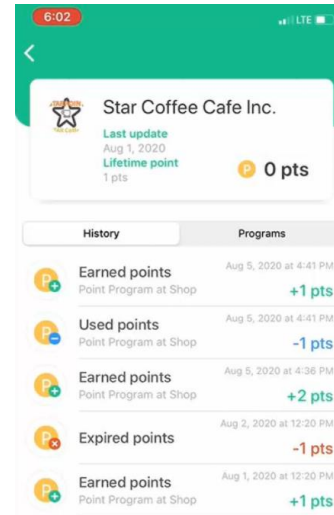 6:02
LTE
Star Coffee Cafe Inc.
Last update
Aug 1, 2020
Lifetime point
1 pts
P 0 pts
History Programs
Earned points Aug 5, 2020 at 4:41 PM
Point Program at Shop +1 pts
Used points Aug 5, 2020 at 4:41 PM
Point Program at Shop -1 pts
Earned points Aug 5, 2020 at 4:36 PM
Point Program at Shop +2 pts
Expired points Aug 2, 2020 at 12:20 PM
-1 pts
Earned points Aug 1, 2020 at 12:20 PM
Point Program at Shop +1 pts